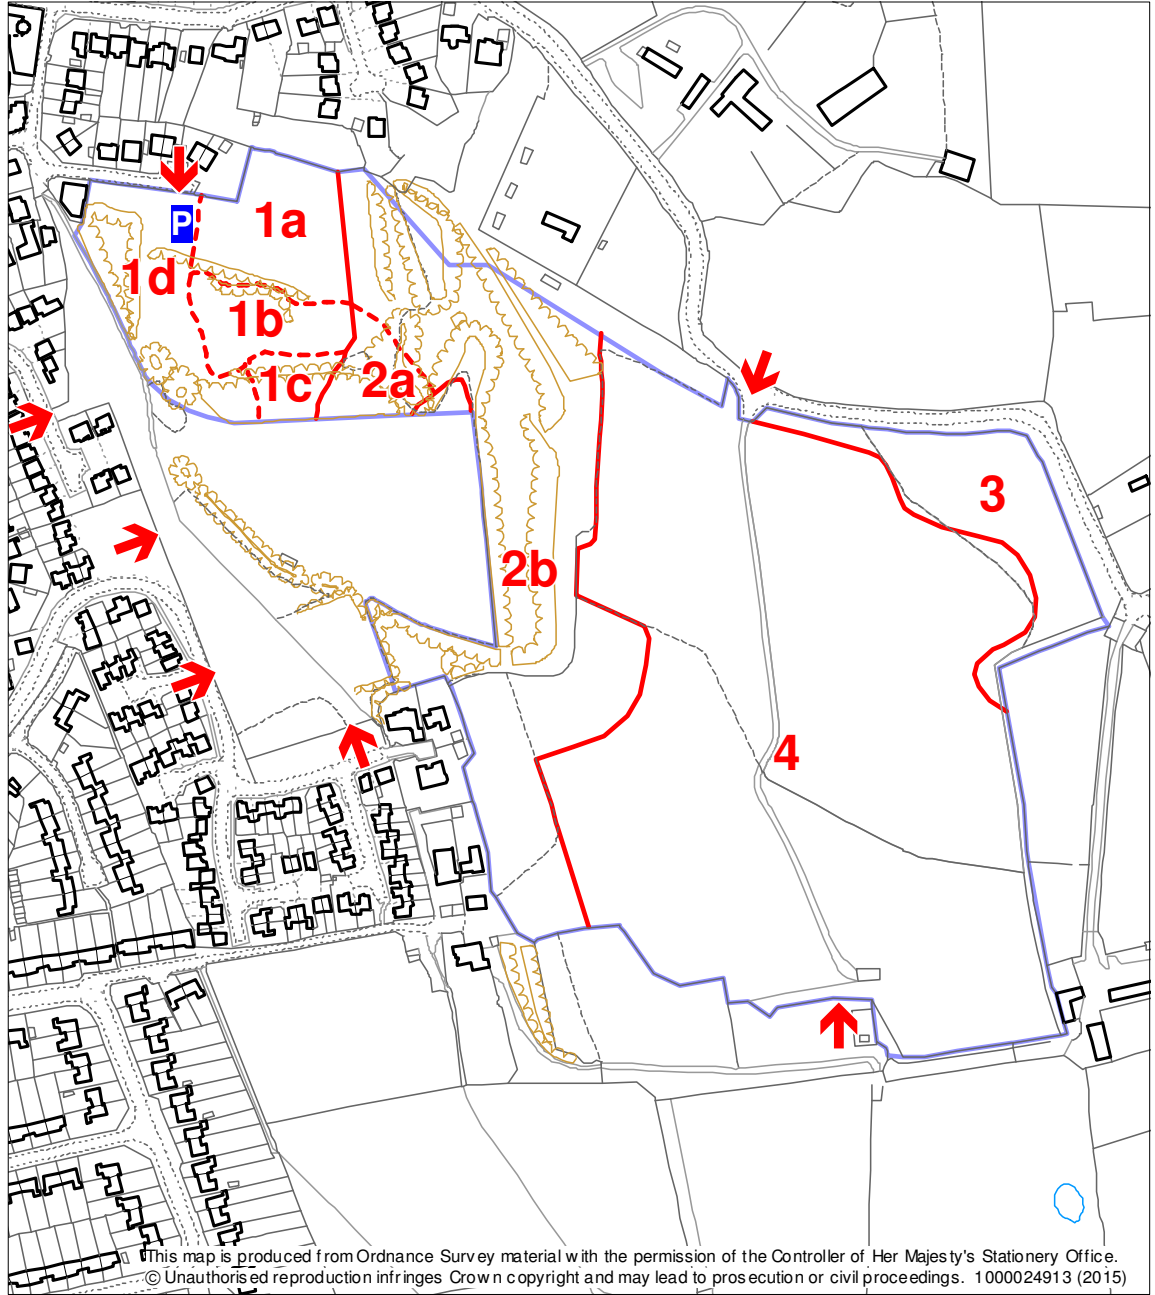 P
1a
1d
1b
1c
2a
3
2b
4
This map is produced from Ordnance Survey material with the permission of the Controller of Her Majesty's Stationery Office.
© Unauthorised reproduction infringes Crown copyright and may lead to prosecution or civil proceedings. 1000024913 (2015)